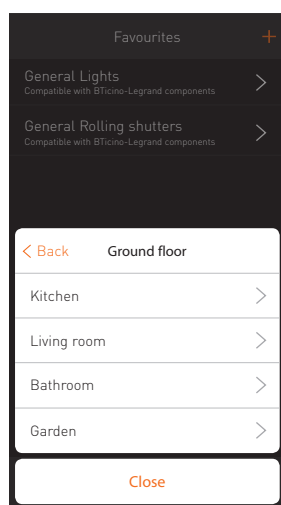 Favourites +
General Lights
Compatible with BTicino-Legrand components
General Rolling shutters
Compatible with BTicino-Legrand components
< Back Ground floor
Kitchen
Living room
Bathroom
Garden
Close